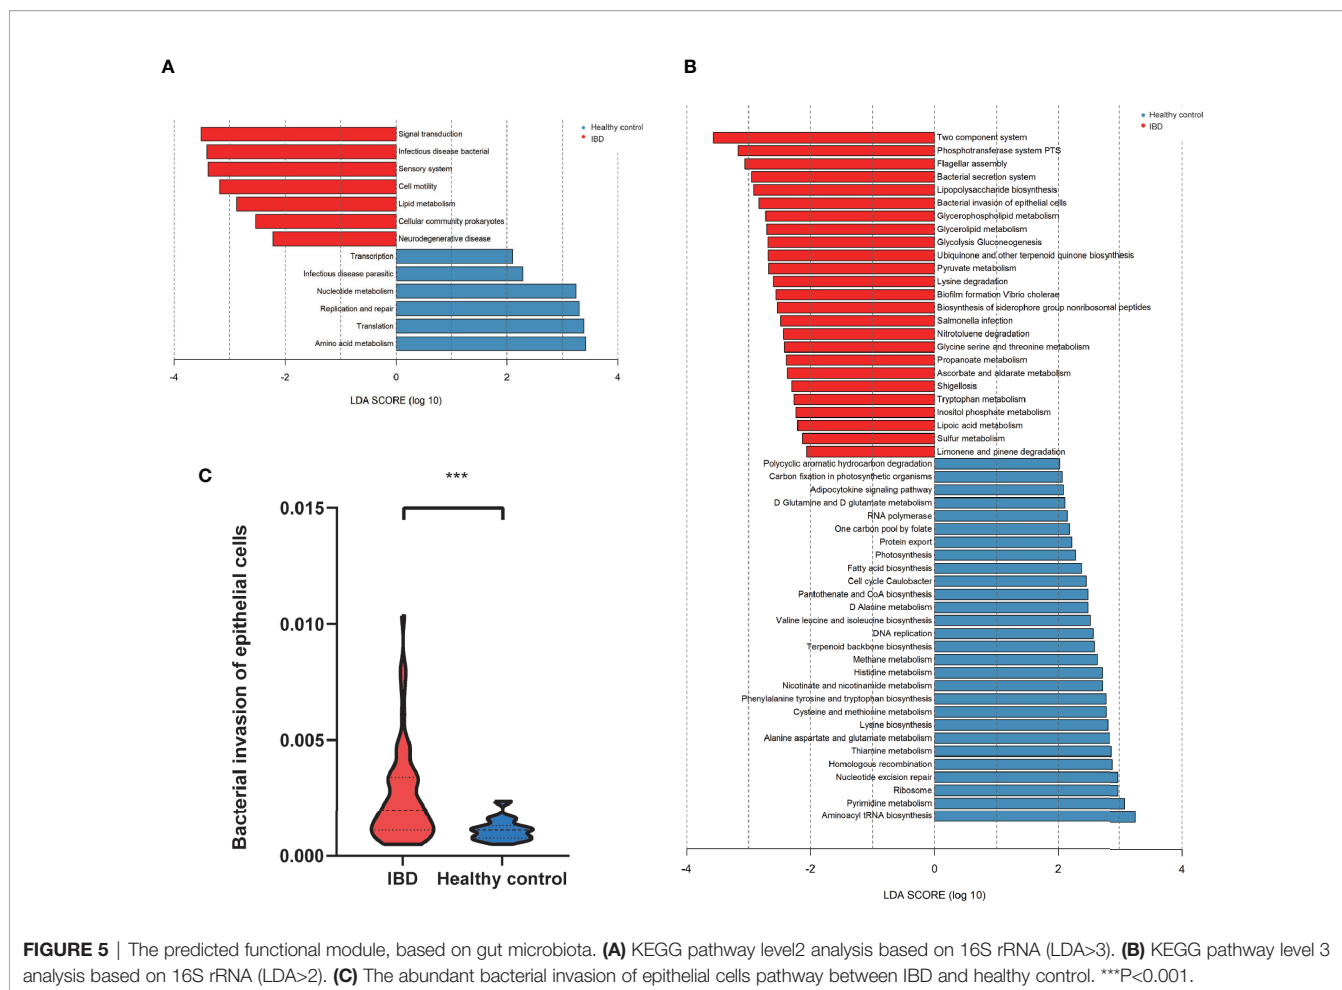 A
Healthy control
IBD
Signal transduction
Infectious disease bacterial
Sensory system
Cell motility
Lipid metabolism
Cellular community prokaryotes
Neurodegenerative disease
Transcription
Infectious disease parasitic
Nucleotide metabolism
Replication and repair
Translation
Amino acid metabolism
-4 -2 0 2 4
LDA SCORE (log 10)
B
Healthy control
IBD
Two component system
Phosphotransferase system PTS
Flagellar assembly
Bacterial secretion system
Lipopolysaccharide biosynthesis
Bacterial invasion of epithelial cells
Glycerophospholipid metabolism
Glycerolipid metabolism
Glycolysis Gluconeogenesis
Ubiquinone and other terpenoid quinone biosynthesis
Pyruvate metabolism
Lysine degradation
Biofilm formation Vibrio cholerae
Biosynthesis of siderophore group nonribosomal peptides
Salmonella infection
Nitrotoluene degradation
Glycine serine and threonine metabolism
Propanoate metabolism
Ascorbate and aldarate metabolism
Shigellosis
Tryptophan metabolism
Inositol phosphate metabolism
Lipoic acid metabolism
Sulfur metabolism
Limonene and pinene degradation
Polycyclic aromatic hydrocarbon degradation
Carbon fixation in photosynthetic organisms
Adipocytokine signaling pathway
D Glutamine and D glutamate metabolism
RNA polymerase
One carbon pool by folate
Protein export
Photosynthesis
Fatty acid biosynthesis
Cell cycle Caulobacter
Pantothenate and CoA biosynthesis
D Alanine metabolism
Valine leucine and isoleucine biosynthesis
DNA replication
Terpenoid backbone biosynthesis
Methane metabolism
Histidine metabolism
Nicotinate and nicotinamide metabolism
Phenylalanine tyrosine and tryptophan biosynthesis
Cysteine and methionine metabolism
Lysine biosynthesis
Alanine aspartate and glutamate metabolism
Thiamine metabolism
Homologous recombination
Nucleotide excision repair
Ribosome
Pyrimidine metabolism
Aminoacyl tRNA biosynthesis
-4 -2 0 2 4
LDA SCORE (log 10)
C
***
Bacterial invasion of epithelial cells
0.015
0.010
0.005
0.000
IBD Healthy control
FIGURE 5 | The predicted functional module, based on gut microbiota. (A) KEGG pathway level2 analysis based on 16S rRNA (LDA>3). (B) KEGG pathway level 3
analysis based on 16S rRNA (LDA>2). (C) The abundant bacterial invasion of epithelial cells pathway between IBD and healthy control. ***P<0.001.